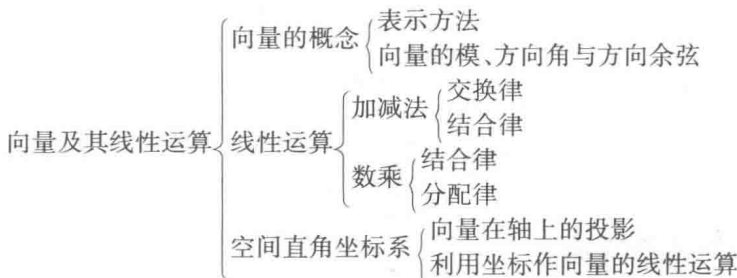 向量及其线性运算
向量的概念
表示方法
向量的模、方向角与方向余弦
线性运算
加减法
交换律
结合律
数乘
结合律
分配律
空间直角坐标系
向量在轴上的投影
利用坐标作向量的线性运算